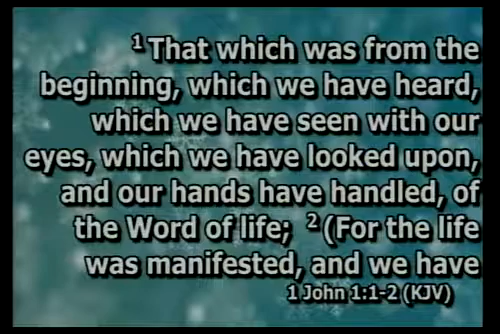 1 That which was from the
beginning, which we have heard,
which we have seen with our
eyes, which we have looked upon,
and our hands have handled, of
the Word of life; 2 (For the life
was manifested, and we have
1 John 1:1-2 (KJV)